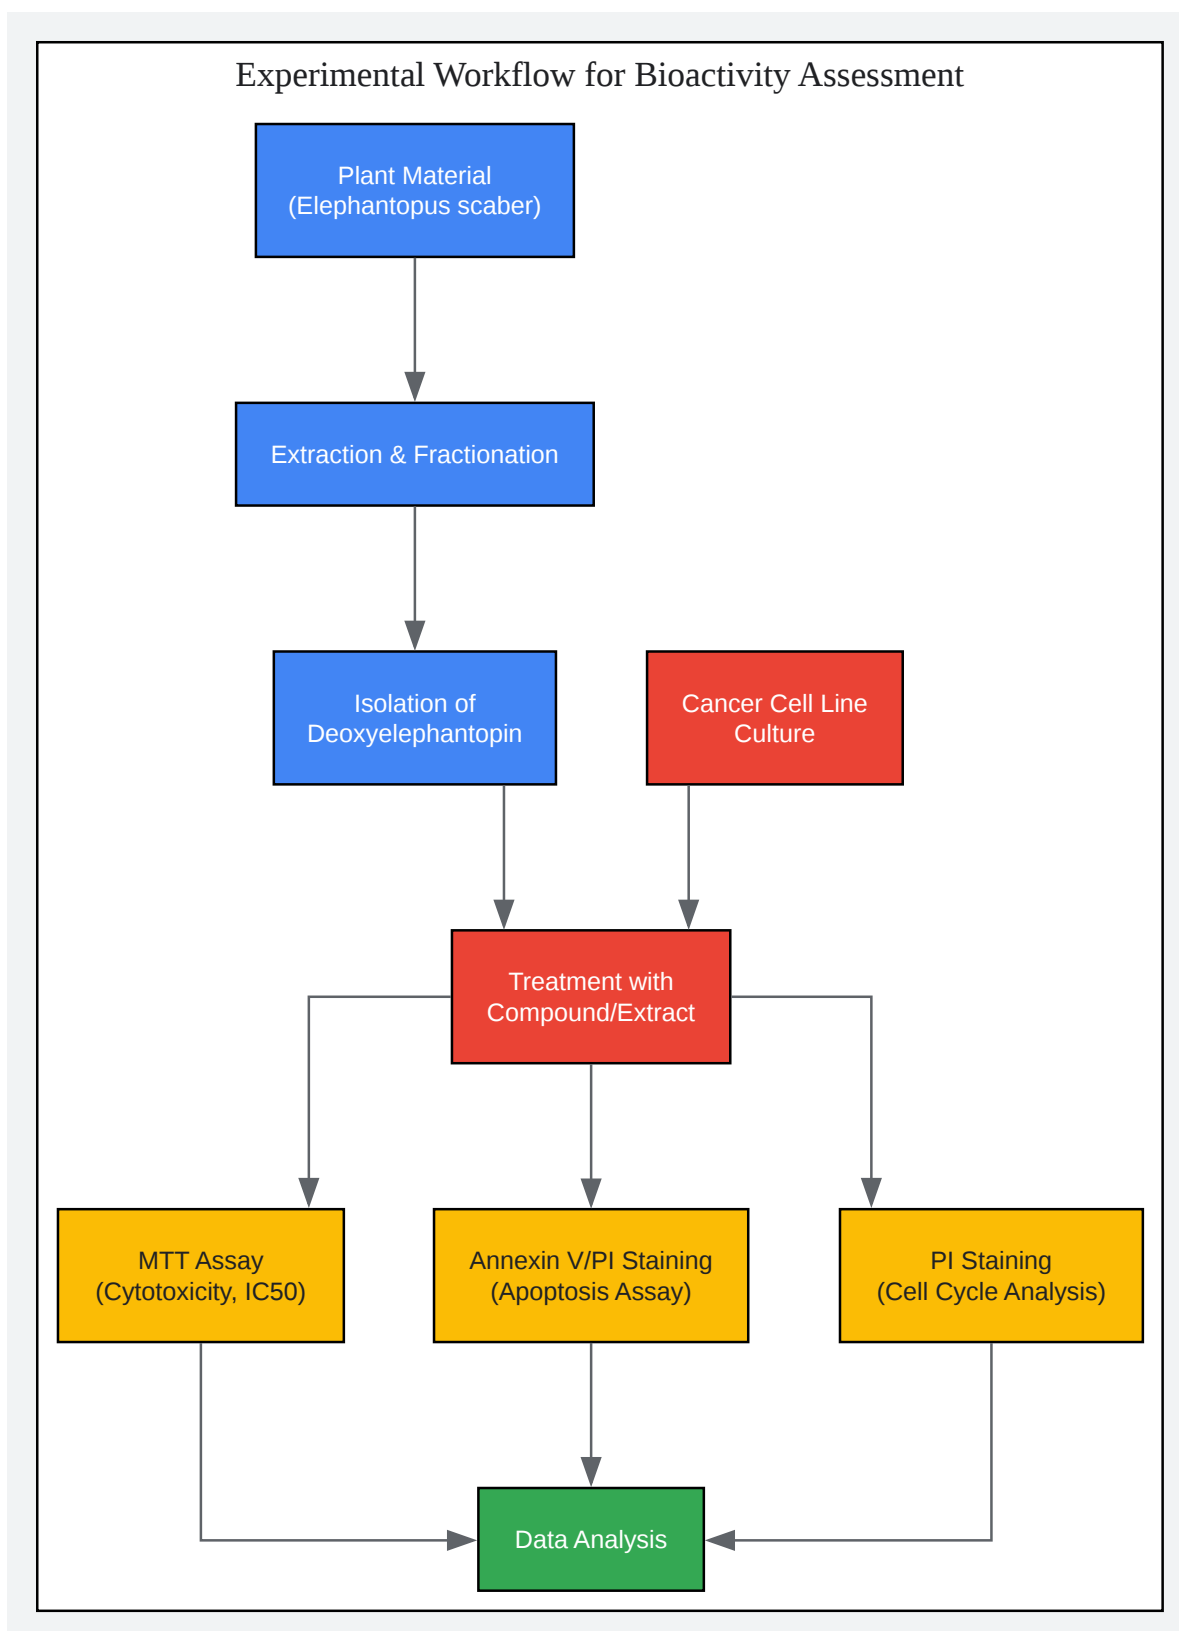 Experimental Workflow for Bioactivity Assessment
Plant Material
(Elephantopus scaber)
Extraction & Fractionation
Isolation of
Deoxyelephantopin
Cancer Cell Line
Culture
Treatment with
Compound/Extract
MTT Assay
(Cytotoxicity, IC50)
Annexin V/PI Staining
(Apoptosis Assay)
PI Staining
(Cell Cycle Analysis)
Data Analysis